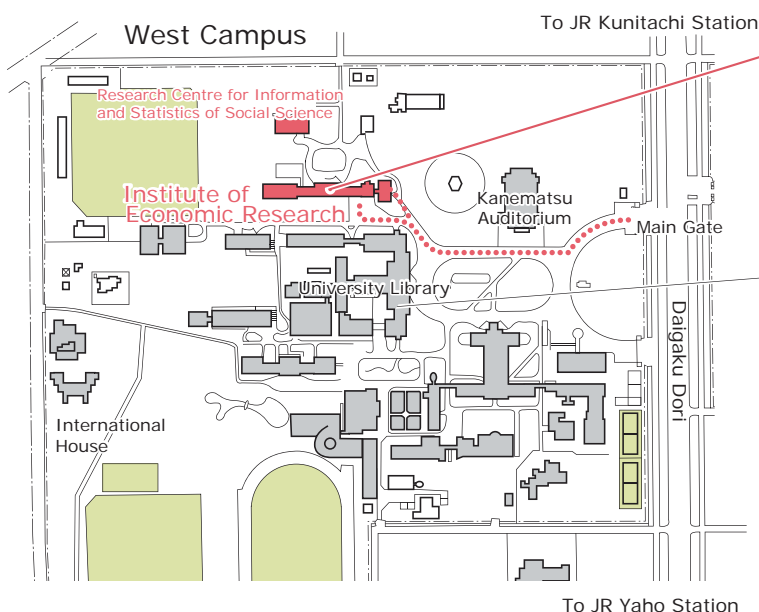 To JR Kunitachi Station
West Campus
Research Centre for Information
and Statistics of Social Science
Institute of
Economic Research
Kanematsu
Auditorium
Main Gate
University Library
Daigaku Dori
International
House
To JR Yaho Station